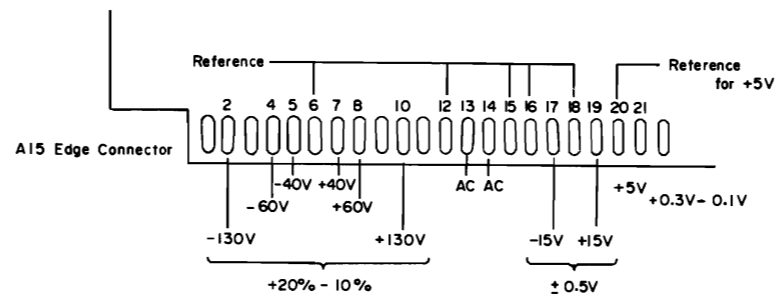 Reference
Reference
for +5V
2 4 5 6 7 8 10 12 13 14 15 16 17 18 19 20 21
A15 Edge Connector
-40V +40V AC AC +5V
-60V +60V +0.3V-0.1V
-130V +130V -15V +15V
+20% - 10% ± 0.5V